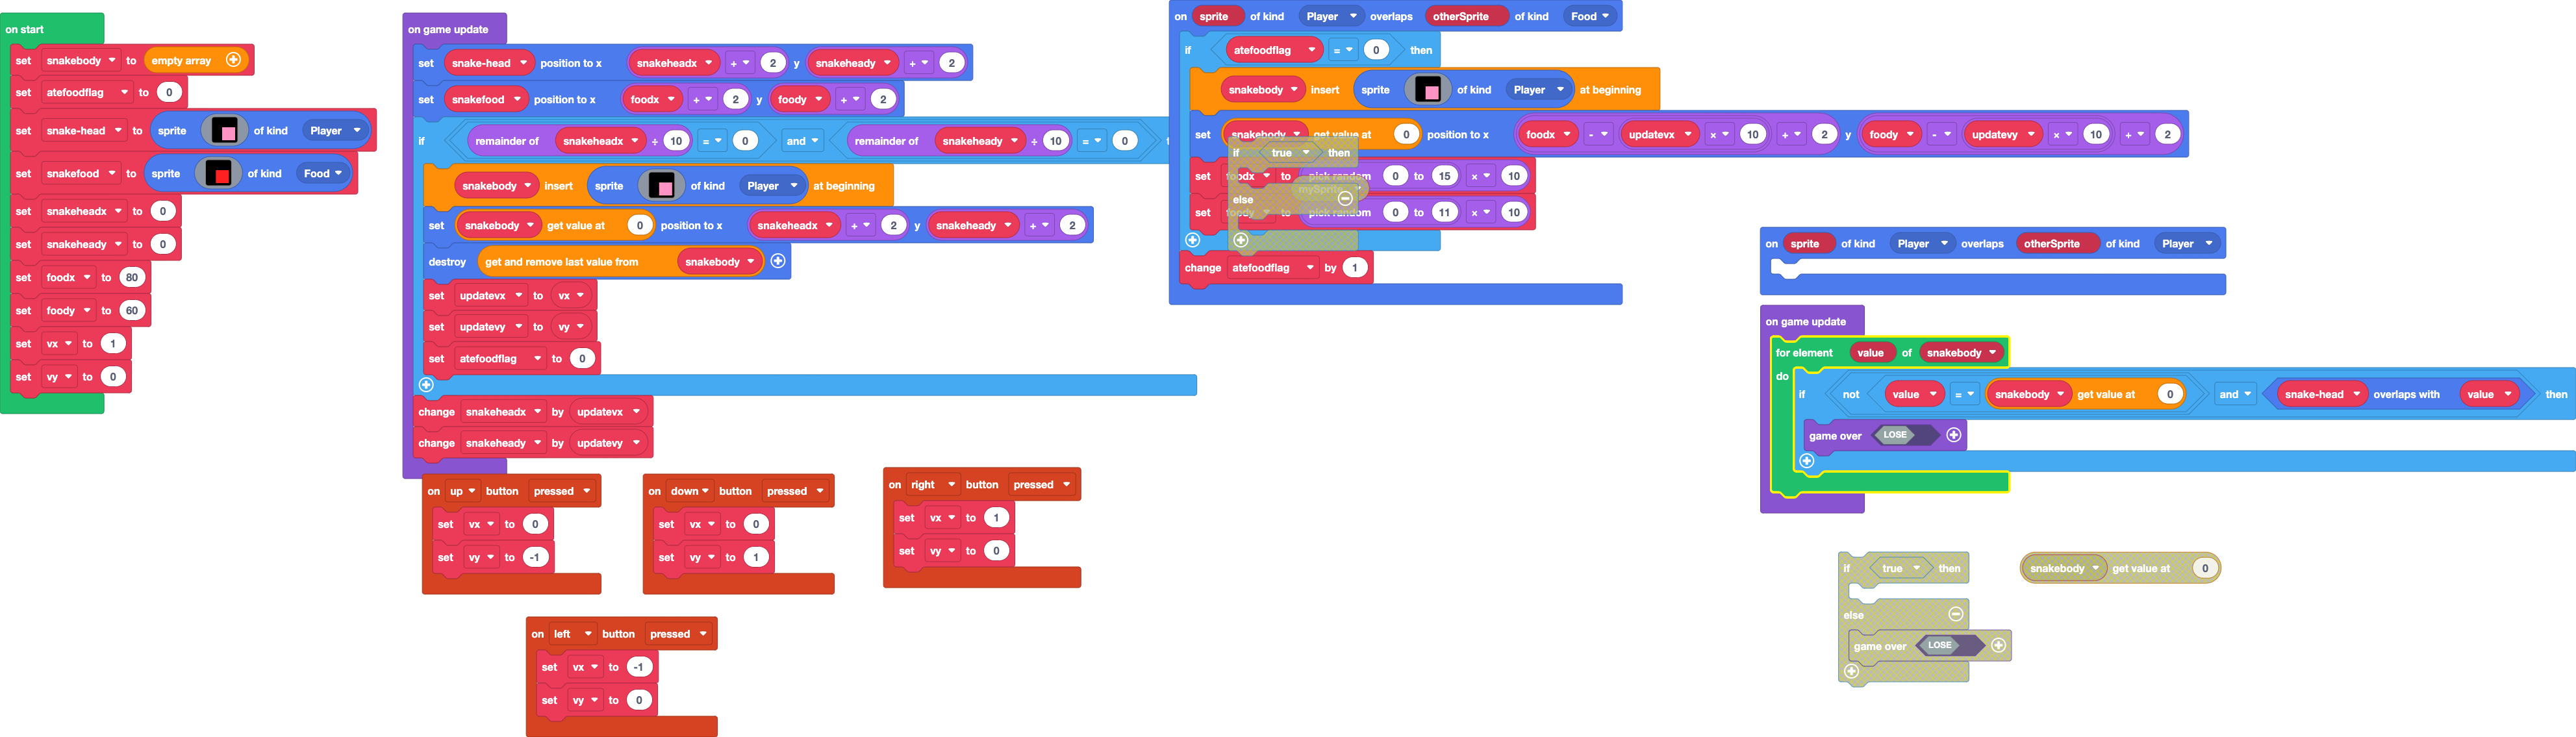 on start
set snakebody to empty array
set atefoodflag to 0
set snake-head to sprite of kind Player
set snakefood to sprite of kind Food
set snakeheadx to 0
set snakeheady to 0
set foodx to 80
set foody to 60
set vx to 1
set vy to 0
on game update
set snake-head position to x snakeheadx + 2 y snakeheady + 2
set snakefood position to x foodx + 2 y foody + 2
if remainder of snakeheadx ÷ 10 = 0 and remainder of snakeheady ÷ 10 = 0
snakebody insert sprite of kind Player at beginning
set snakebody get value at 0 position to x snakeheadx + 2 y snakeheady + 2
destroy get and remove last value from snakebody
set updatevx to vx
set updatevy to vy
set atefoodflag to 0
change snakeheadx by updatevx
change snakeheady by updatevy
on up button pressed
set vx to 0
set vy to -1
on down button pressed
set vx to 0
set vy to 1
on right button pressed
set vx to 1
set vy to 0
on left button pressed
set vx to -1
set vy to 0
on sprite of kind Player overlaps otherSprite of kind Food
if atefoodflag = 0 then
snakebody insert sprite of kind Player at beginning
set snakebody get value at 0 position to x foodx - updatevx × 10 + 2 y foody - updatevy × 10 + 2
set foodx to pick random 0 to 15 × 10
set foody to pick random 0 to 11 × 10
change atefoodflag by 1
if true then
mySprite
else
on sprite of kind Player overlaps otherSprite of kind Player
on game update
for element value of snakebody
do
if not value = snakebody get value at 0 and snake-head overlaps with value then
game over LOSE
if true then
else
game over LOSE
snakebody get value at 0